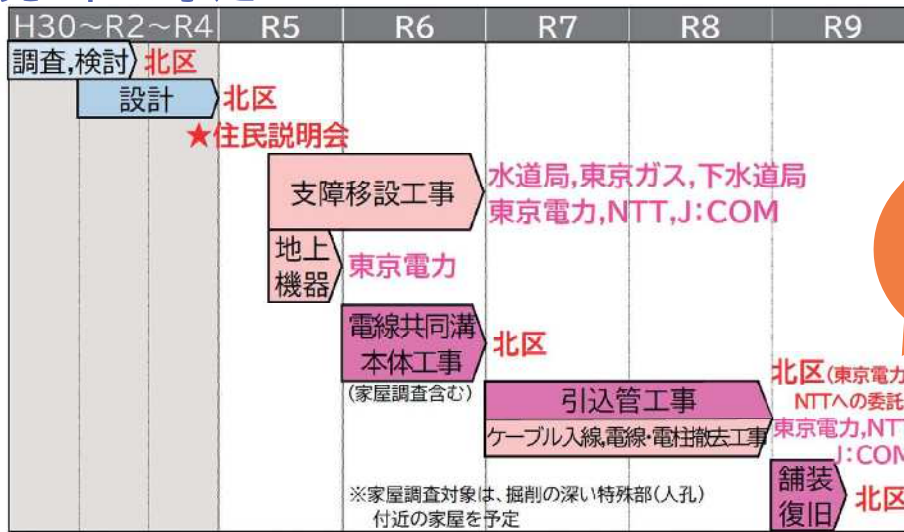 H30～R2～R4 R5 R6 R7 R8 R9
調査,検討 北区
設計 北区
★住民説明会
支障移設工事
水道局,東京ガス,下水道局
東京電力,NTT,J:COM
地上
機器
東京電力
電線共同溝
本体工事
北区
(家屋調査含む)
引込管工事
北区(東京電力
NTTへの委託
ケーブル入線,電線・電柱撤去工事
東京電力,NTT
J:COM
舗装
復旧
北区
※家屋調査対象は、掘削の深い特殊部(人孔)
付近の家屋を予定